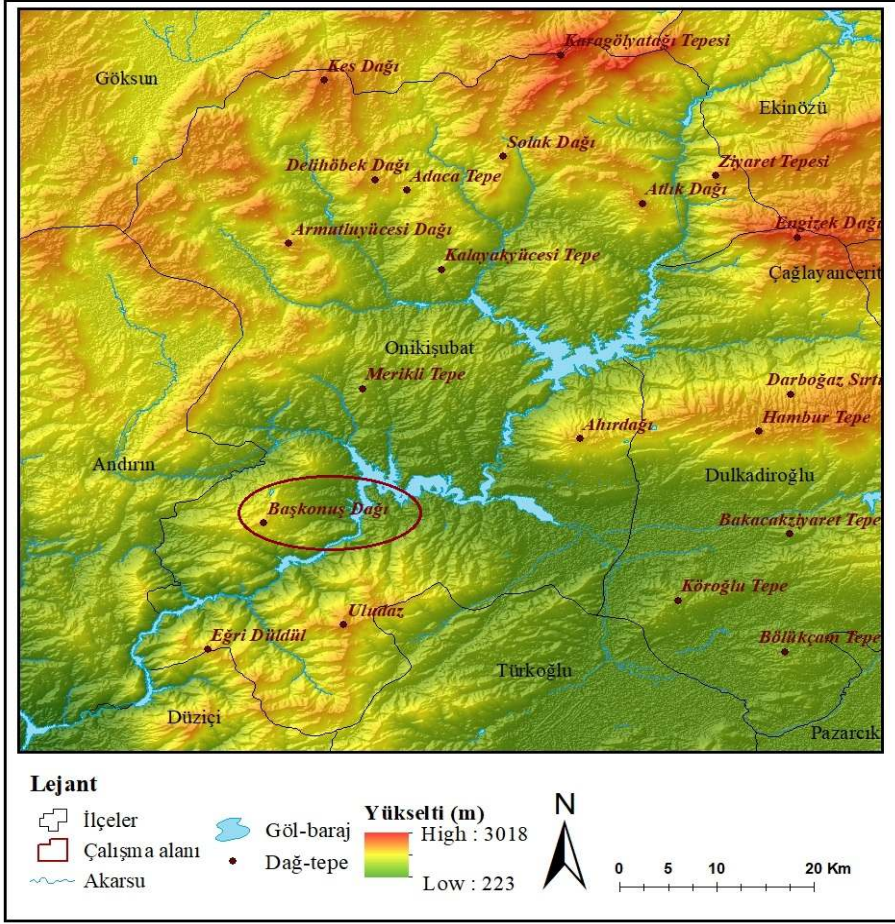 Karagölyatağı Tepesi
Kes Dağı
Göksun
Ekinözü
Solak Dağı
Delihöbek Dağı
Ziyaret Tepesi
Adaca Tepe
Atlık Dağı
Armutluyücesi Dağı
Engizek Dağı
Kalayakyücesi Tepe
Çağlayancerit
Onikişubat
Merikli Tepe
Darboğaz Sırtı
Hambur Tepe
Ahırdağı
Andırın
Dulkadiroğlu
Başkonuş Dağı
Bakacakziyaret Tepe
Köroğlu Tepe
Uludaz
Eğri Düldül
Bölükçam Tepe
Türkoğlu
Düziçi
Pazarcık
Lejant
İlçeler
Çalışma alanı
Akarsu
Göl-baraj
Dağ-tepe
Yükselti (m)
High : 3018
Low : 223
N
0 5 10 20 Km